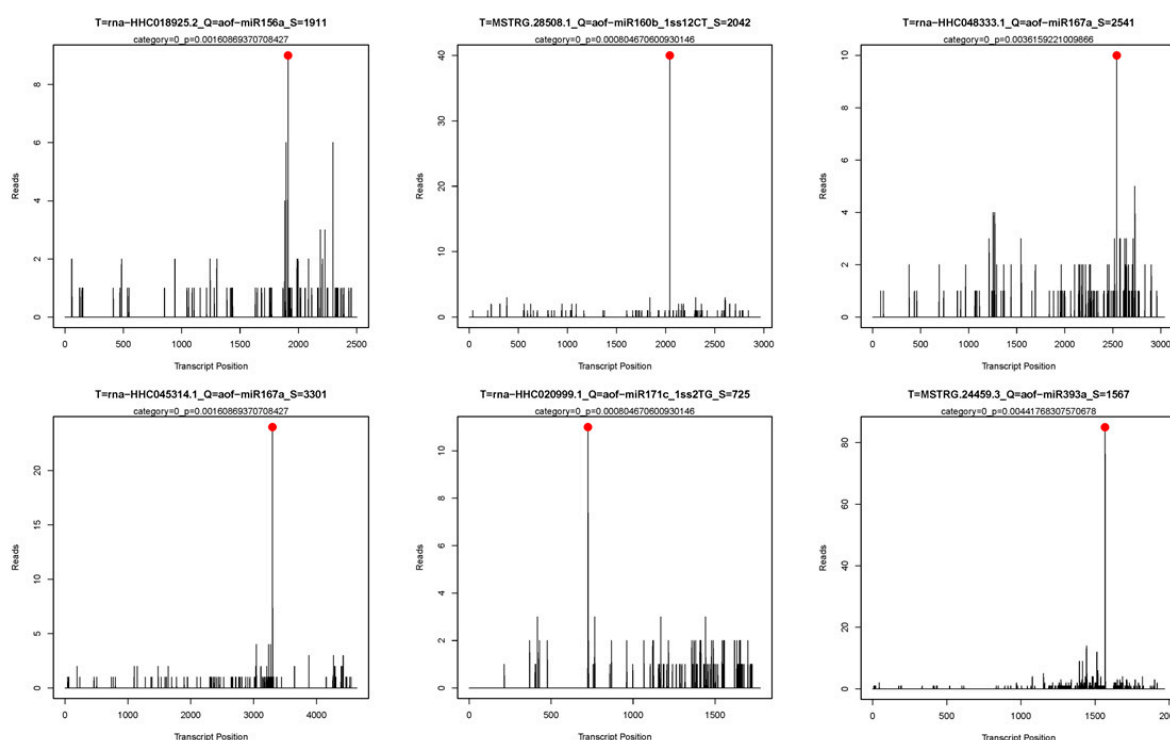 T=rna-HHC018925.2_Q=aof-miR156a_S=1911
category=0_p=0.00160869370708427
Reads
0
2
4
6
8
0
500
1000
1500
2000
2500
Transcript Position
T=MSTRG.28508.1_Q=aof-miR160b_1ss12CT_S=2042
category=0_p=0.000804670600930146
Reads
0
10
20
30
40
0
500
1000
1500
2000
2500
3000
Transcript Position
T=rna-HHC048333.1_Q=aof-miR167a_S=2541
category=0_p=0.0036159221009866
Reads
0
2
4
6
8
10
0
500
1000
1500
2000
2500
3000
Transcript Position
T=rna-HHC045314.1_Q=aof-miR167a_S=3301
category=0_p=0.00160869370708427
Reads
0
5
10
15
20
0
1000
2000
3000
4000
Transcript Position
T=rna-HHC020999.1_Q=aof-miR171c_1ss2TG_S=725
category=0_p=0.000804670600930146
Reads
0
2
4
6
8
10
0
500
1000
1500
Transcript Position
T=MSTRG.24459.3_Q=aof-miR393a_S=1567
category=0_p=0.00441768307570678
Reads
0
20
40
60
80
0
500
1000
1500
Transcript Position